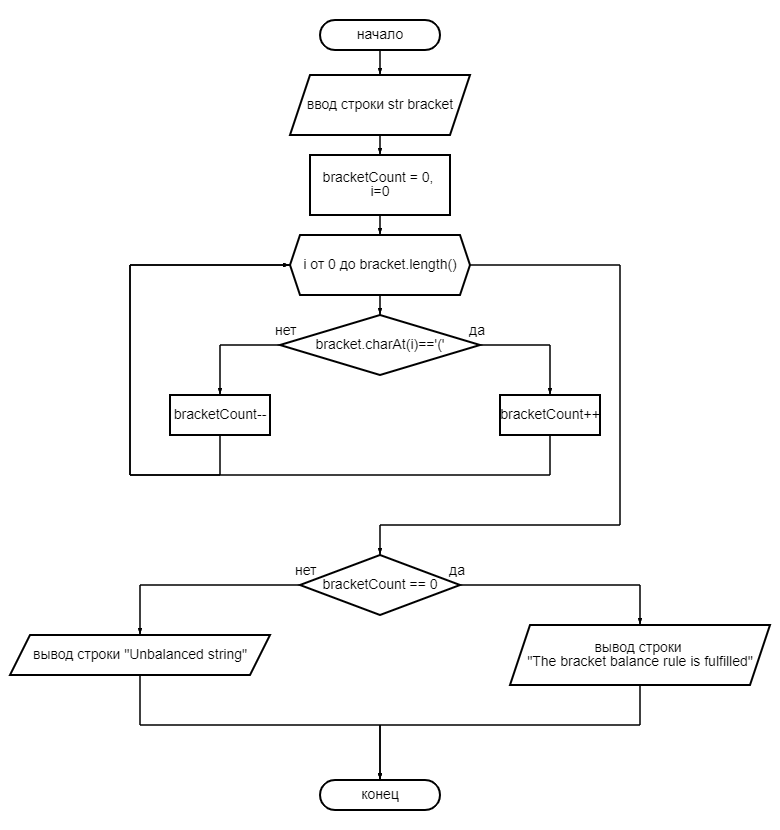 начало
ввод строки str bracket
bracketCount = 0,
i=0
i от 0 до bracket.length()
нет
да
bracket.charAt(i)=='('
bracketCount--
bracketCount++
нет
да
bracketCount == 0
вывод строки "Unbalanced string"
вывод строки
"The bracket balance rule is fulfilled"
конец